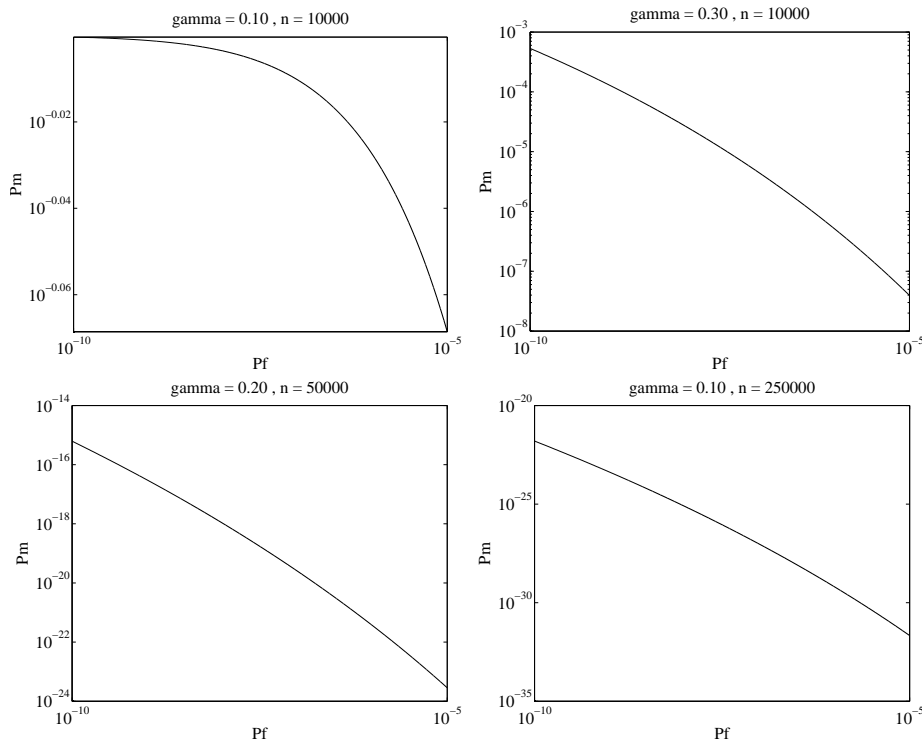 gamma = 0.10 , n = 10000
10^-0.02
10^-0.04
10^-0.06
Pm
10^-10
10^-5
Pf
gamma = 0.30 , n = 10000
10^-3
10^-4
10^-5
10^-6
10^-7
10^-8
Pm
10^-10
10^-5
Pf
gamma = 0.20 , n = 50000
10^-14
10^-16
10^-18
10^-20
10^-22
10^-24
Pm
10^-10
10^-5
Pf
gamma = 0.10 , n = 250000
10^-20
10^-25
10^-30
10^-35
Pm
10^-10
10^-5
Pf